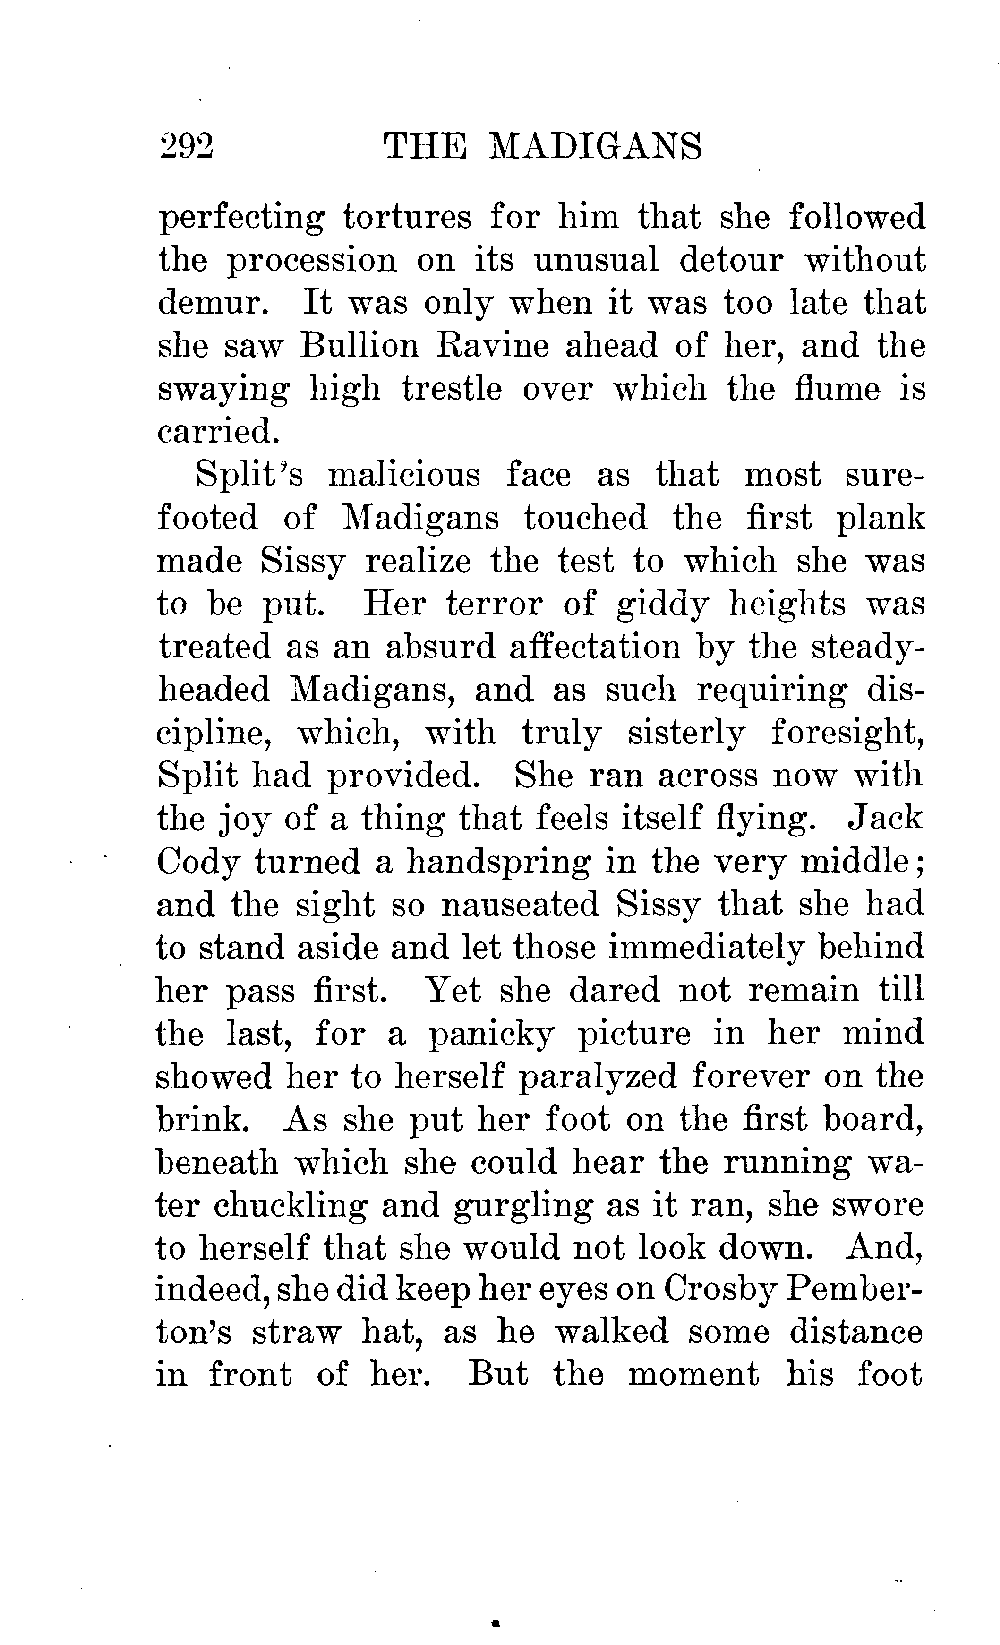 292 THE MADIGANS
perfecting tortures for him that she followed
the procession on its unusual detour without
demur. It was only when it was too late that
she saw Bullion Ravine ahead of her, and the
swaying high trestle over which the flume is
carried.
Split's malicious face as that most sure-
footed of Madigans touched the first plank
made Sissy realize the test to which she was
to be put. Her terror of giddy heights was
treated as an absurd affectation by the steady-
headed Madigans, and as such requiring dis-
cipline, which, with truly sisterly foresight,
Split had provided. She ran across now with
the joy of a thing that feels itself flying. Jack
Cody turned a handspring in the very middle;
and the sight so nauseated Sissy that she had
to stand aside and let those immediately behind
her pass first. Yet she dared not remain till
the last, for a panicky picture in her mind
showed her to herself paralyzed forever on the
brink. As she put her foot on the first board,
beneath which she could hear the running wa-
ter chuckling and gurgling as it ran, she swore
to herself that she would not look down. And,
indeed, she did keep her eyes on Crosby Pember-
ton's straw hat, as he walked some distance
in front of her. But the moment his foot